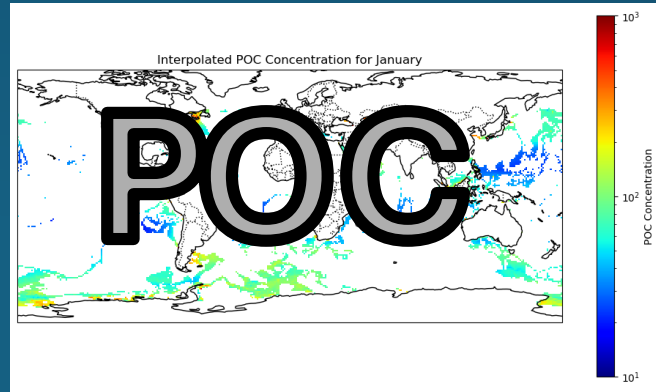 Interpolated POC Concentration for January
POC
10³
10²
10¹
POC Concentration